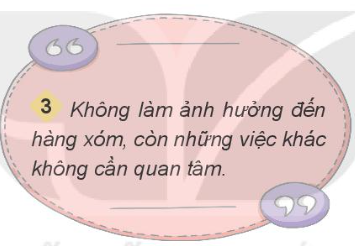 3 Không làm ảnh hưởng đến
hàng xóm, còn những việc khác
không cần quan tâm.